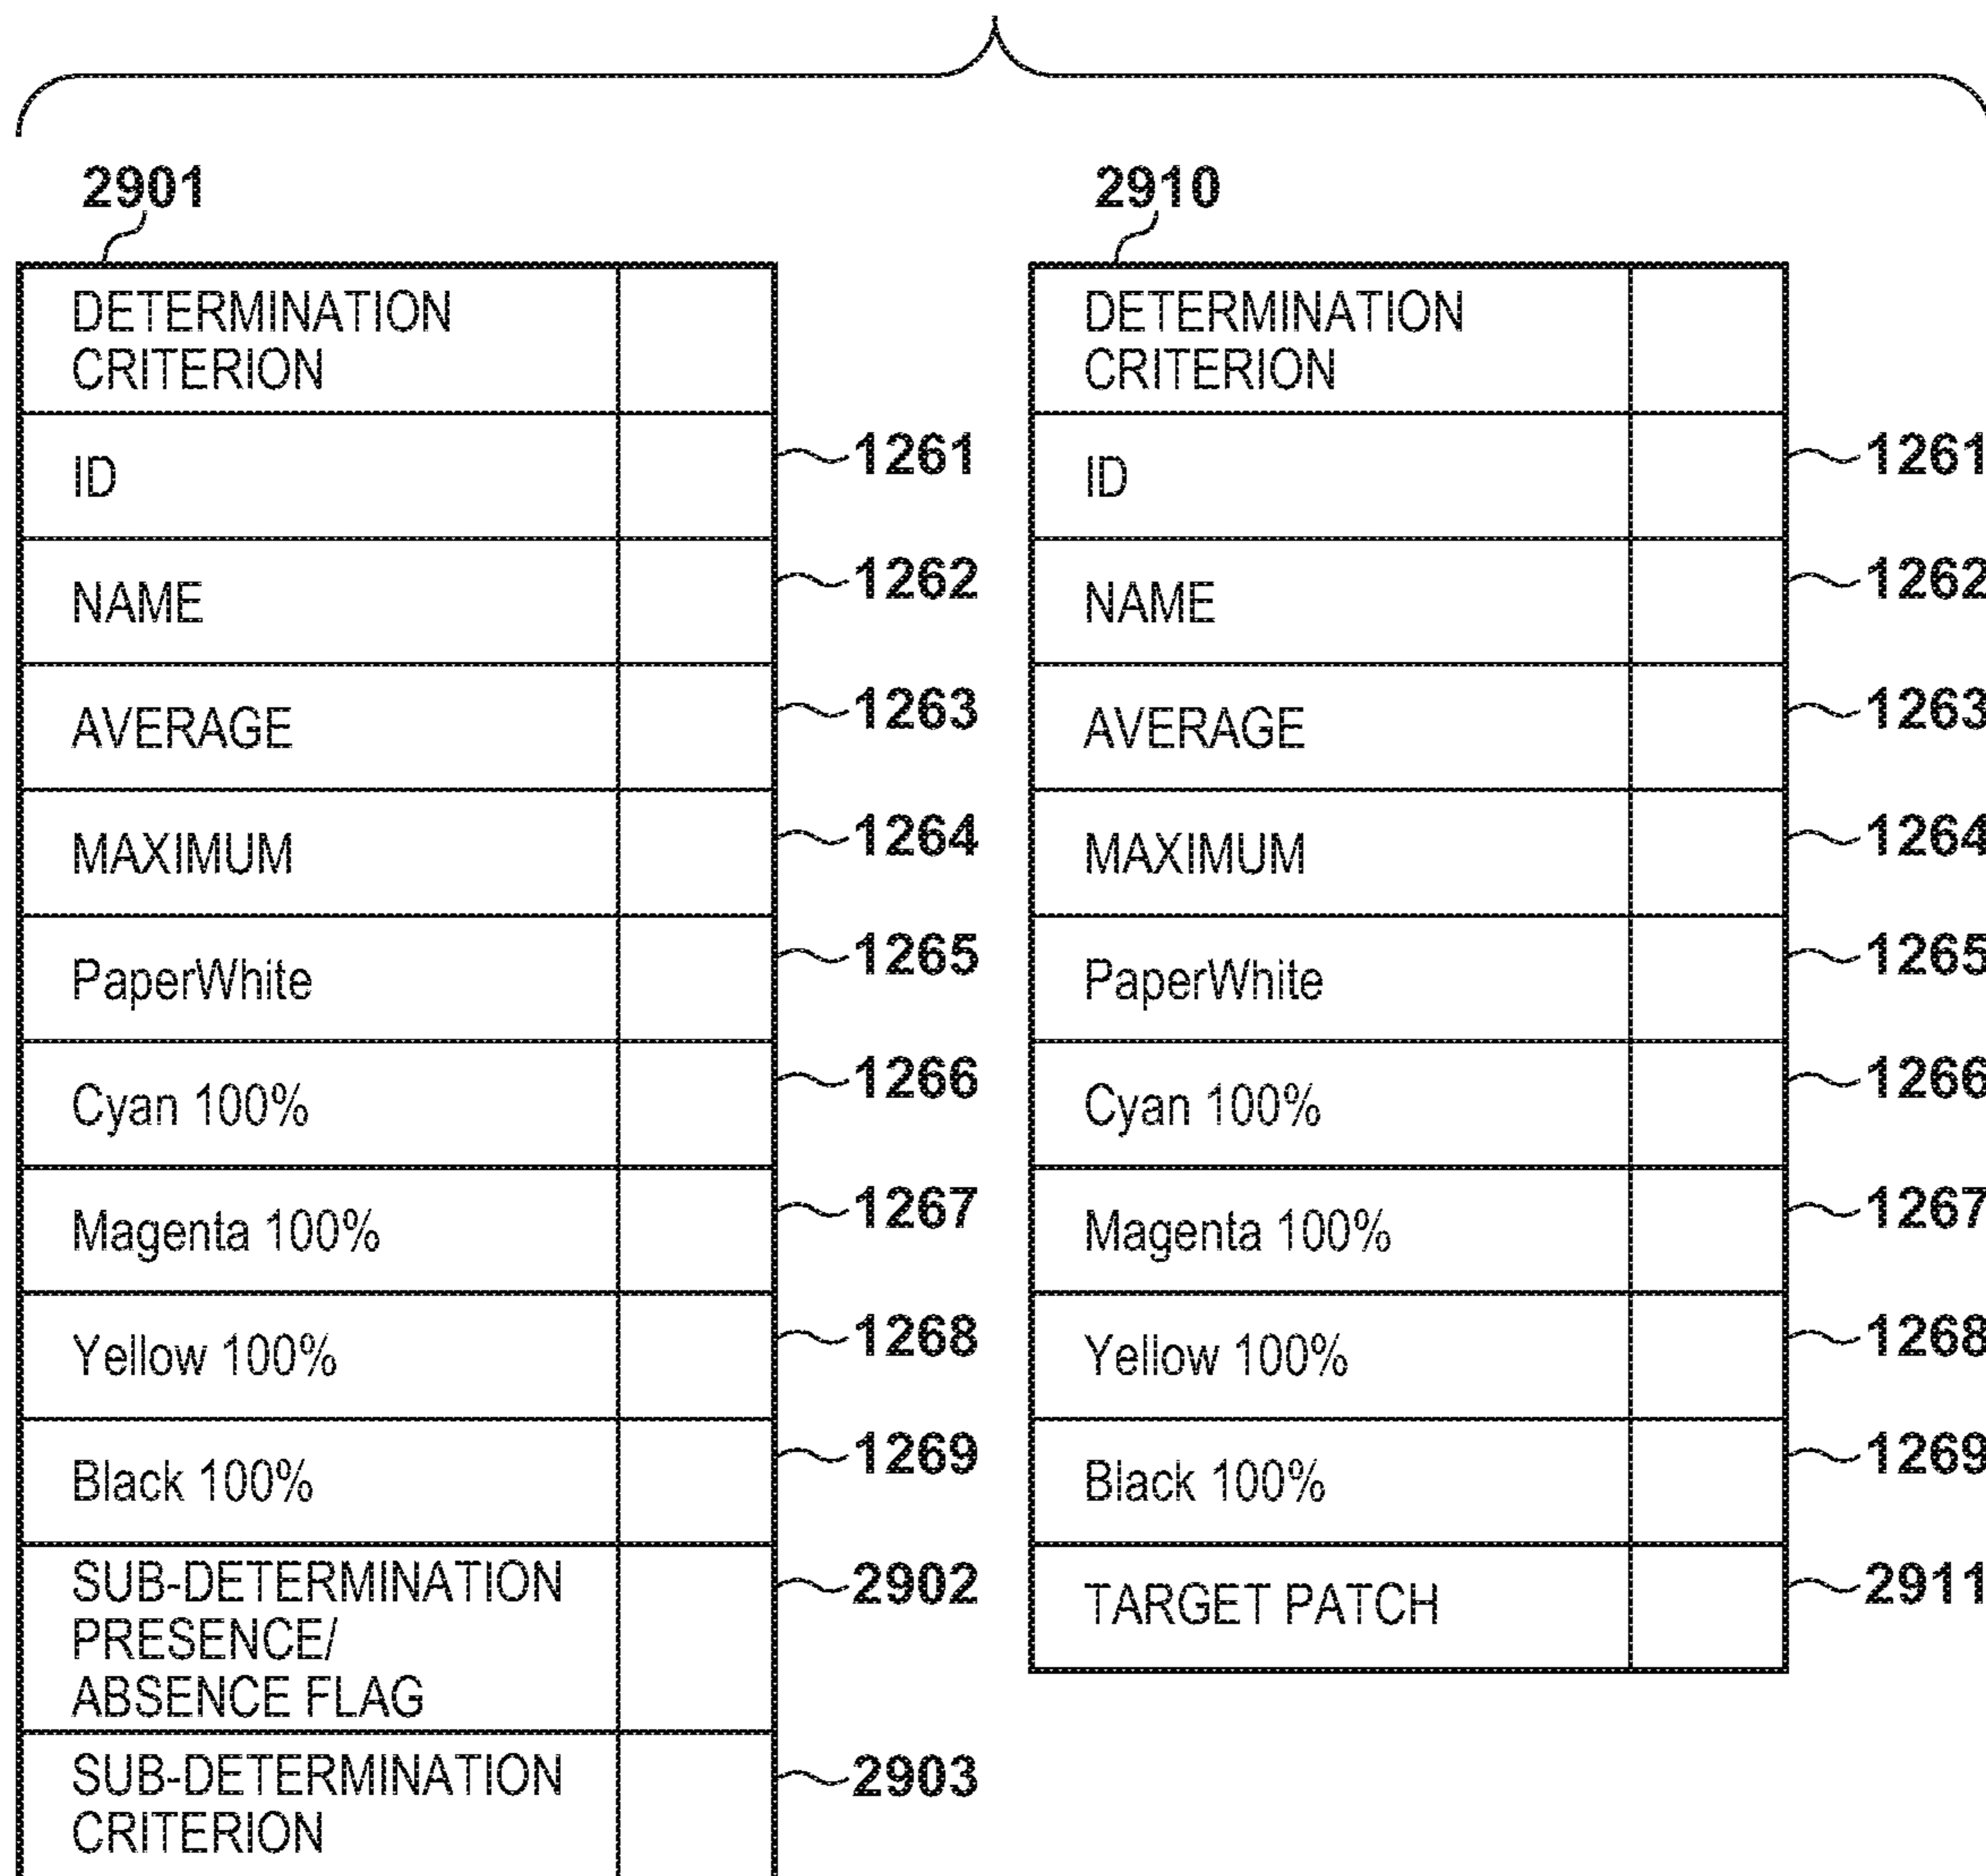 2901
DETERMINATION
CRITERION
ID
1261
NAME
1262
AVERAGE
1263
MAXIMUM
1264
PaperWhite
1265
Cyan 100%
1266
Magenta 100%
1267
Yellow 100%
1268
Black 100%
1269
SUB-DETERMINATION
PRESENCE/
ABSENCE FLAG
2902
SUB-DETERMINATION
CRITERION
2903
2910
DETERMINATION
CRITERION
ID
1261
NAME
1262
AVERAGE
1263
MAXIMUM
1264
PaperWhite
1265
Cyan 100%
1266
Magenta 100%
1267
Yellow 100%
1268
Black 100%
1269
TARGET PATCH
2911